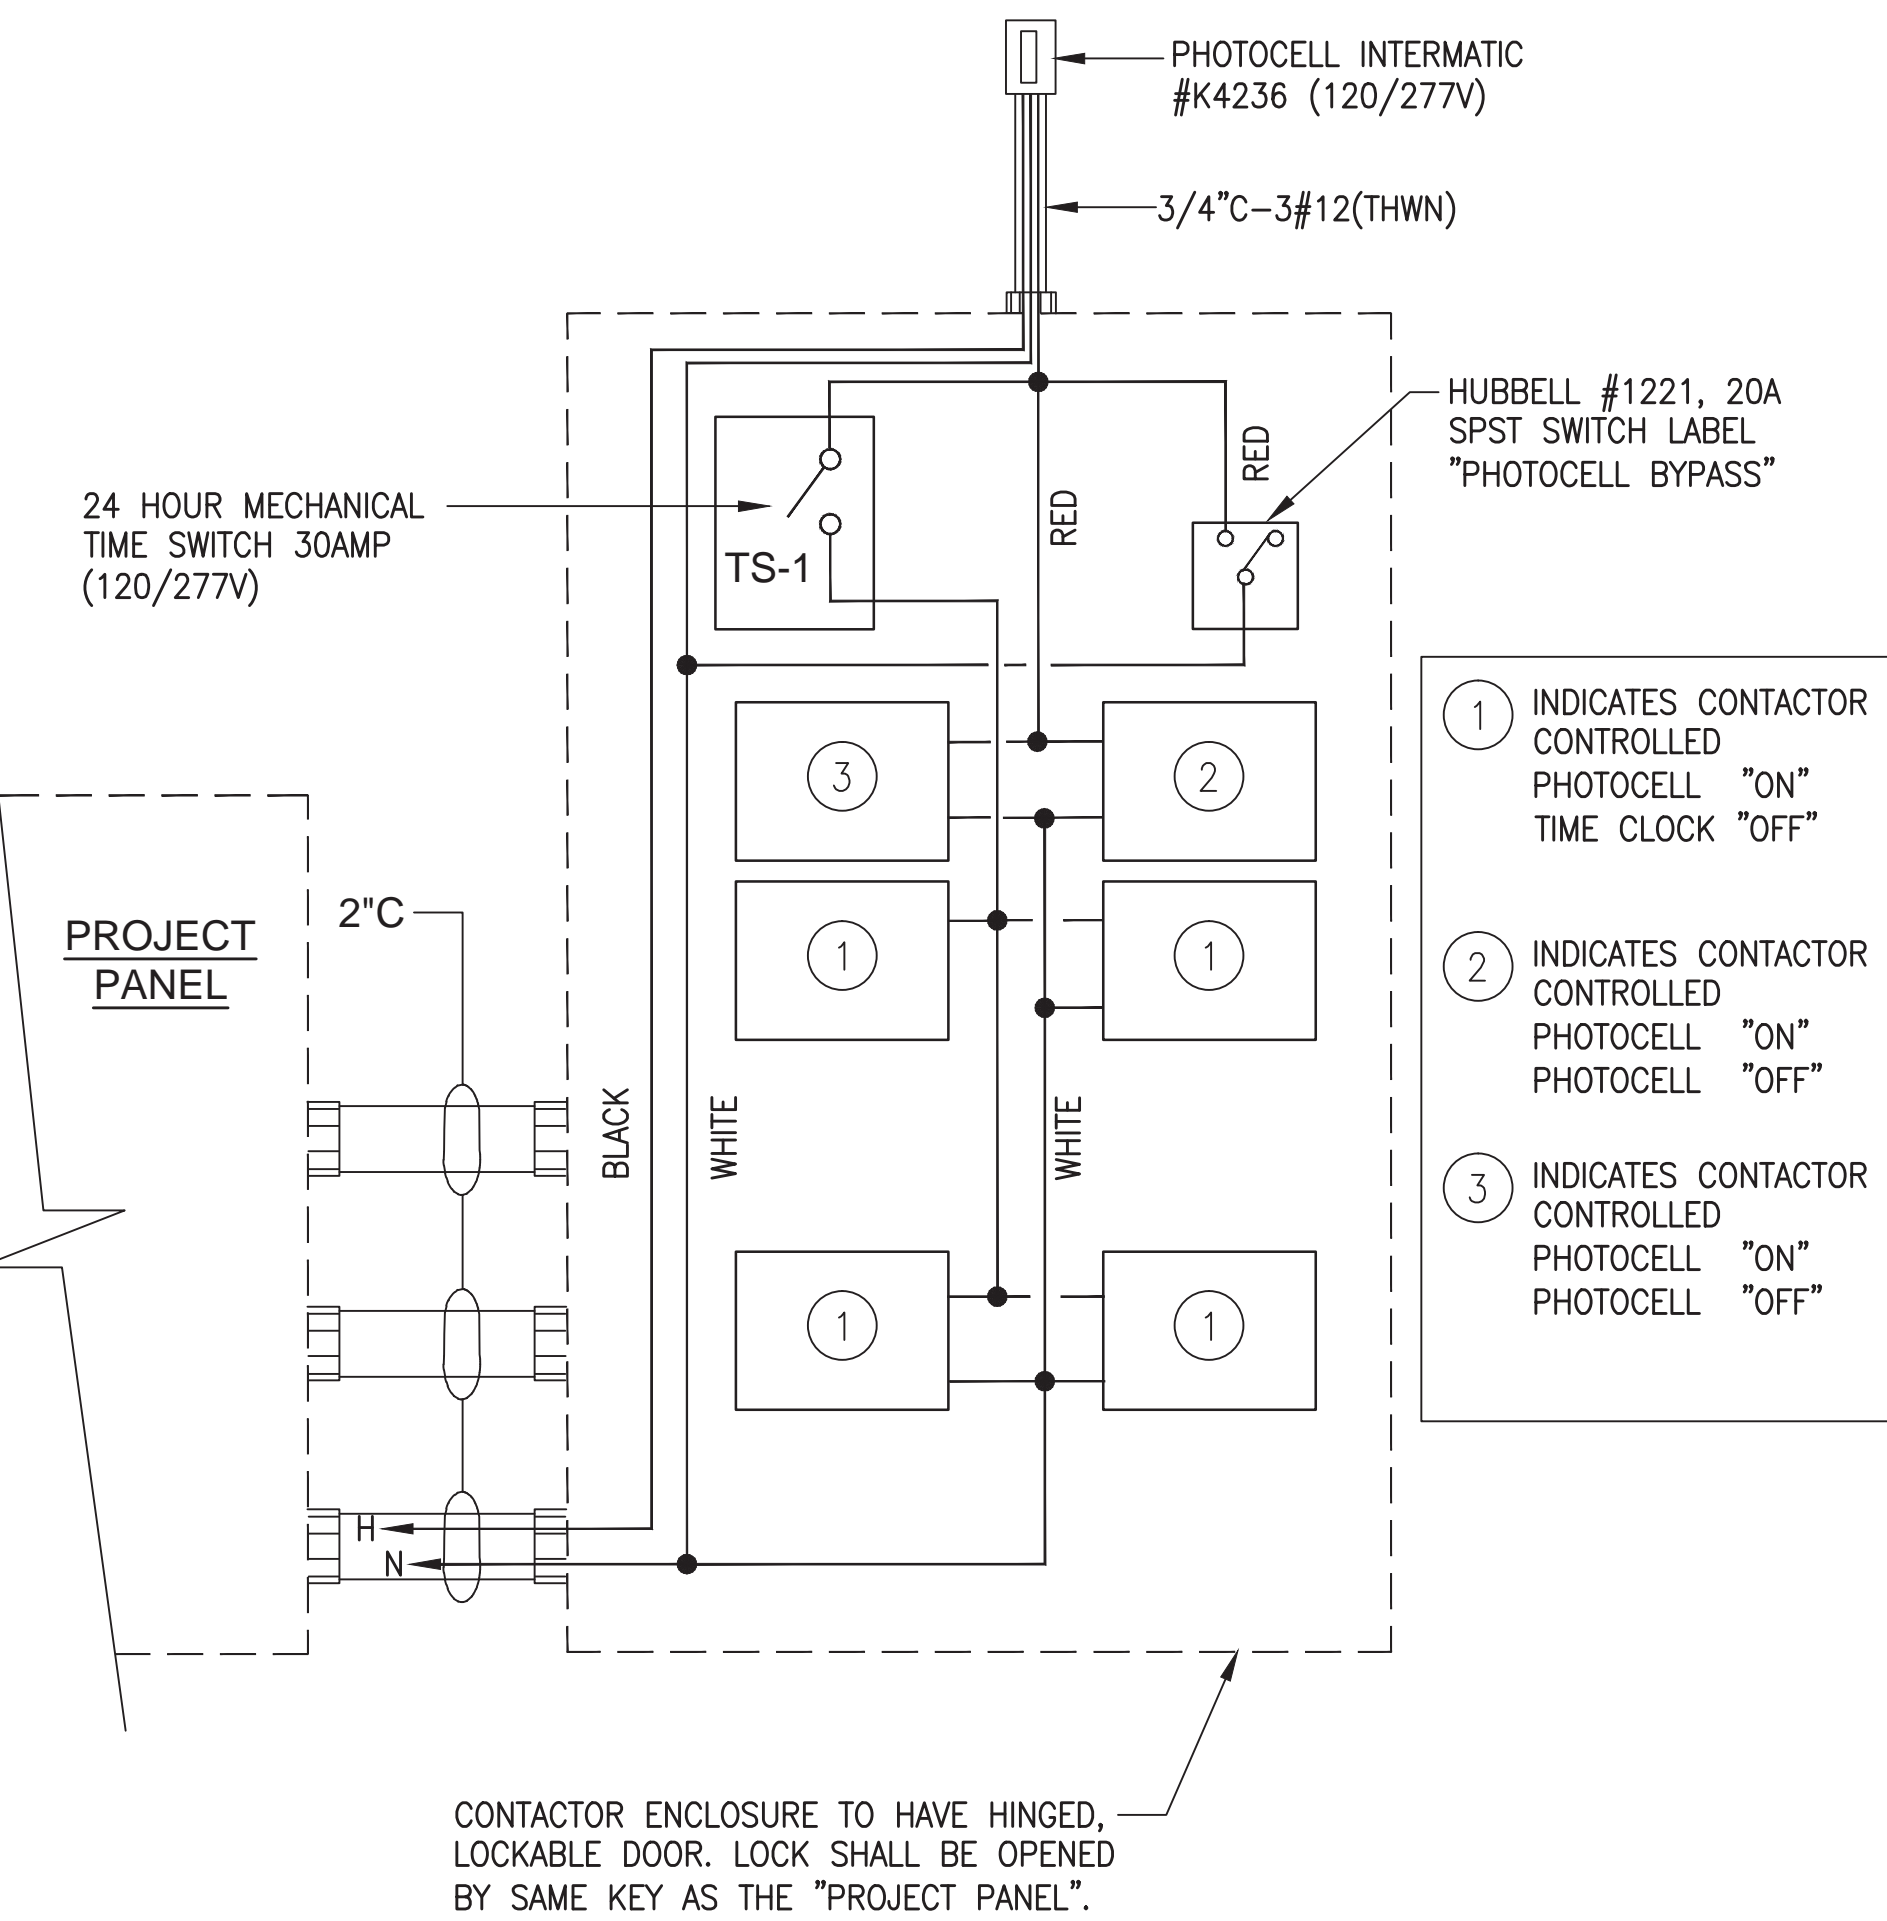 PHOTOCELL INTERMATIC
#K4236 (120/277V)
3/4"C-3#12(THWN)
HUBBELL #1221, 20A
SPST SWITCH LABEL
"PHOTOCELL BYPASS"
RED
RED
24 HOUR MECHANICAL
TIME SWITCH 30AMP
(120/277V)
TS-1
3
2
1
1
1
1
BLACK
WHITE
WHITE
PROJECT
PANEL
2"C
H
N
1
INDICATES CONTACTOR
CONTROLLED
PHOTOCELL "ON"
TIME CLOCK "OFF"
2
INDICATES CONTACTOR
CONTROLLED
PHOTOCELL "ON"
PHOTOCELL "OFF"
3
INDICATES CONTACTOR
CONTROLLED
PHOTOCELL "ON"
PHOTOCELL "OFF"
CONTACTOR ENCLOSURE TO HAVE HINGED,
LOCKABLE DOOR. LOCK SHALL BE OPENED
BY SAME KEY AS THE "PROJECT PANEL".